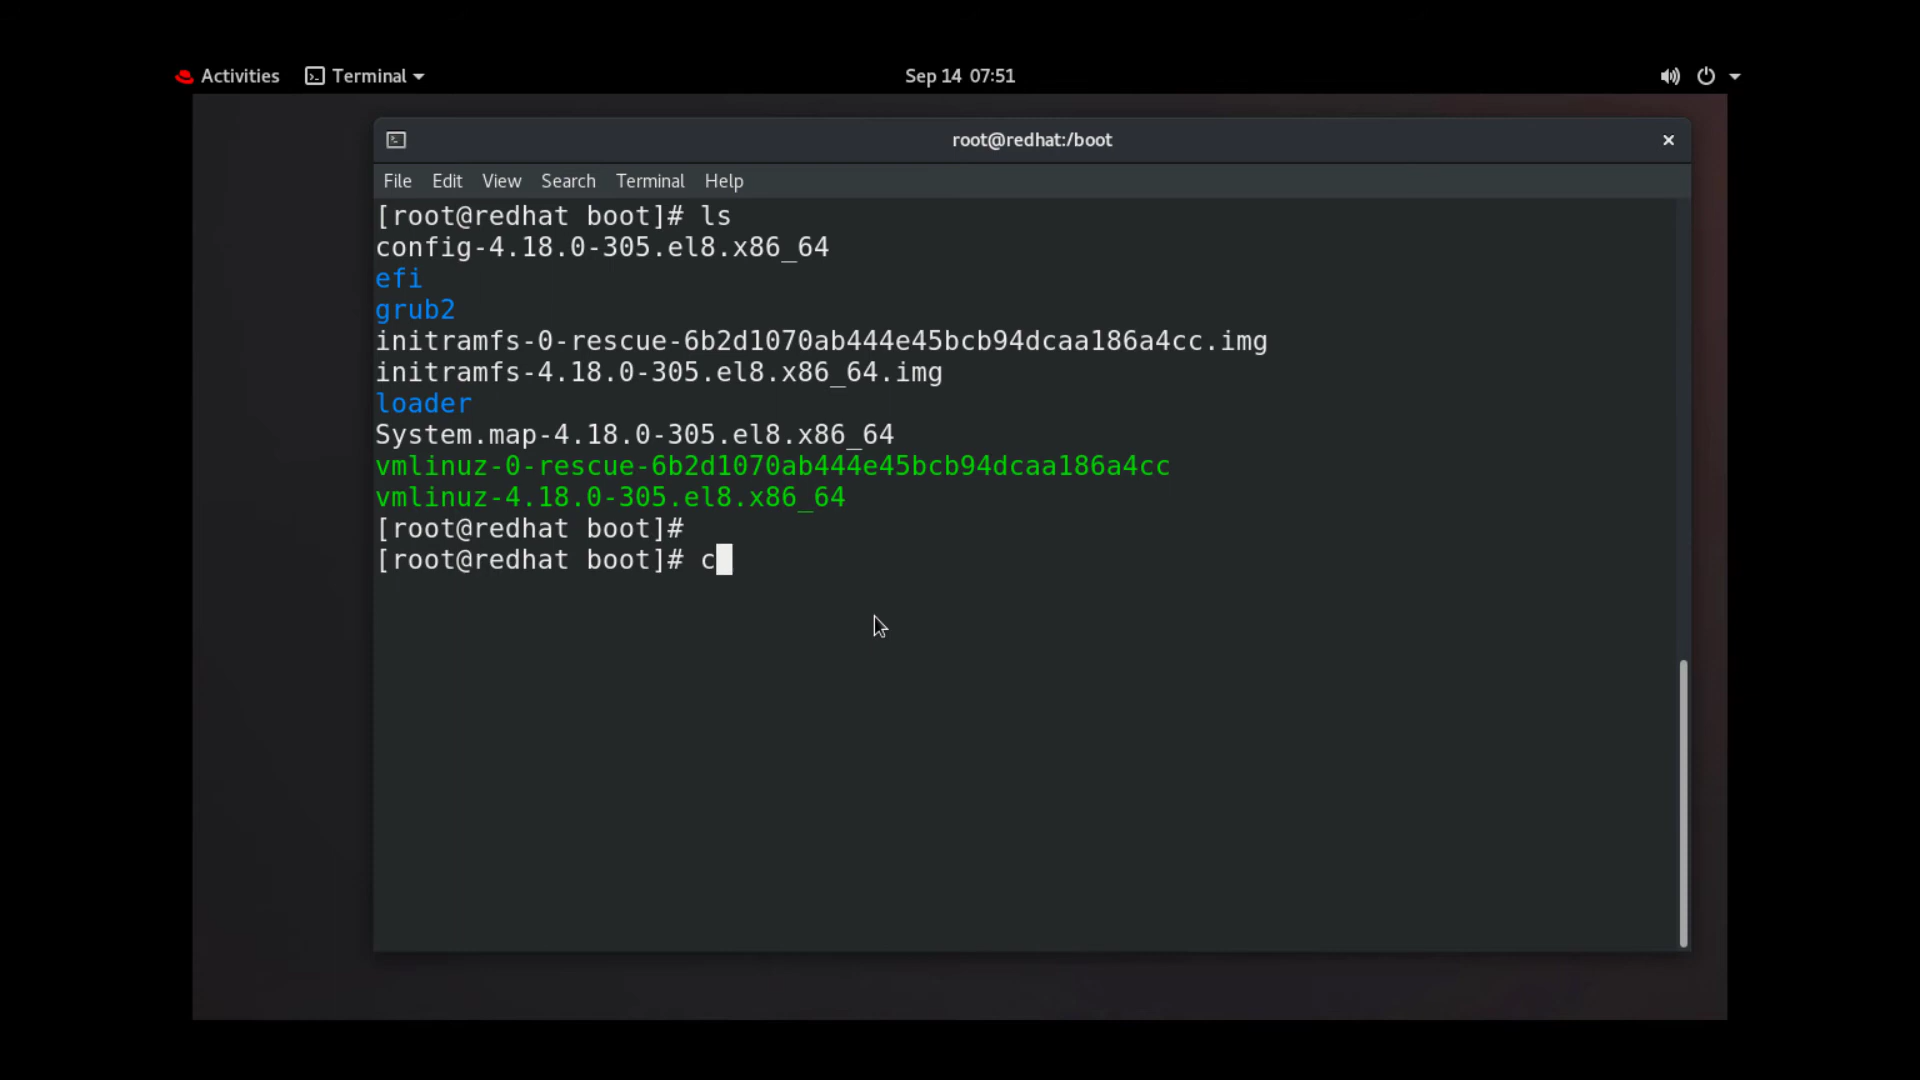 Activities Terminal Sep 14 07:51
root@redhat:/boot
File Edit View Search Terminal Help
[root@redhat boot]# ls
config-4.18.0-305.el8.x86_64
efi
grub2
initramfs-0-rescue-6b2d1070ab444e45bcb94dcaa186a4cc.img
initramfs-4.18.0-305.el8.x86_64.img
loader
System.map-4.18.0-305.el8.x86_64
vmlinuz-0-rescue-6b2d1070ab444e45bcb94dcaa186a4cc
vmlinuz-4.18.0-305.el8.x86_64
[root@redhat boot]#
[root@redhat boot]# c